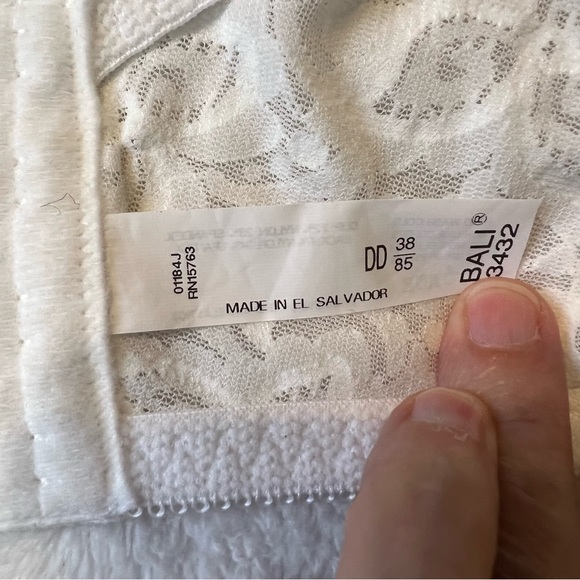 01184J
RN15763
DD 38
85
MADE IN EL SALVADOR
BALI®
3432